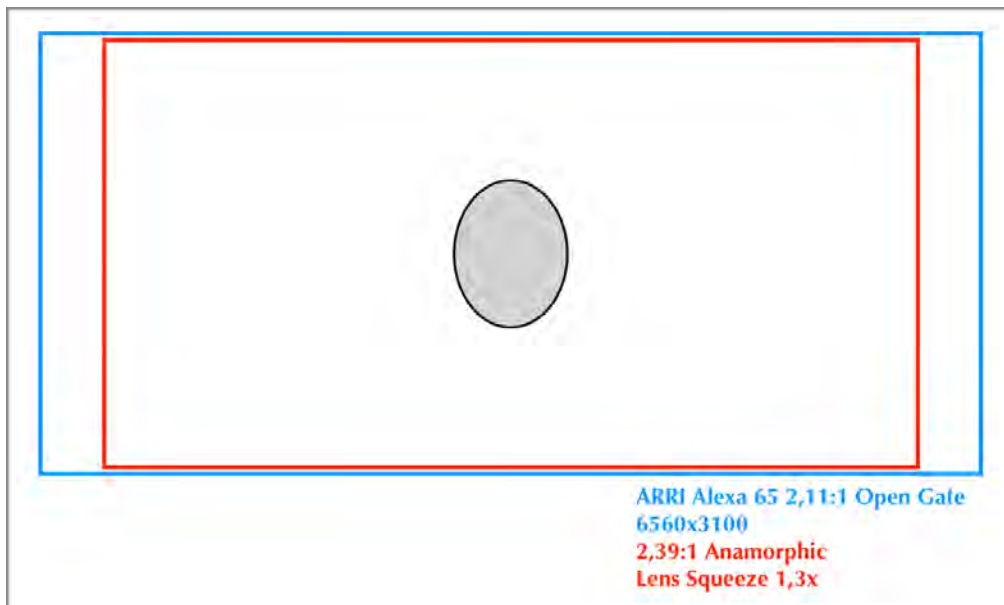 ARRI Alexa 65 2,11:1 Open Gate
6560x3100
2,39:1 Anamorphic
Lens Squeeze 1,3x